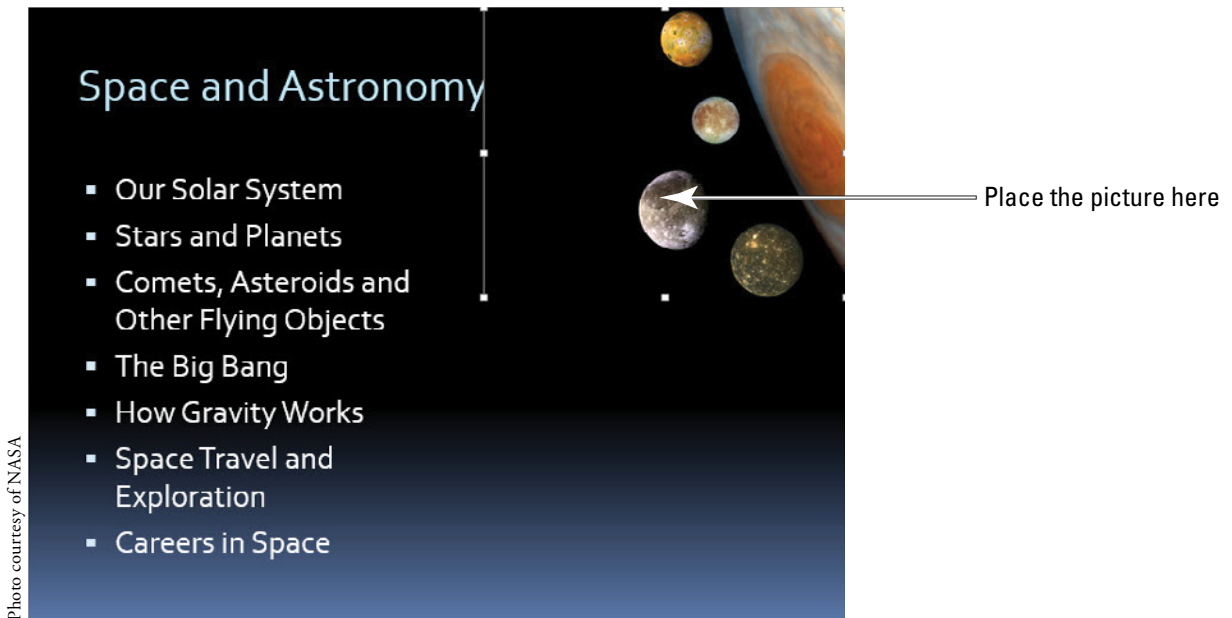 Space and Astronomy
Our Solar System
Stars and Planets
Comets, Asteroids and
Other Flying Objects
The Big Bang
How Gravity Works
Space Travel and
Exploration
Careers in Space
Place the picture here
Photo courtesy of NASA